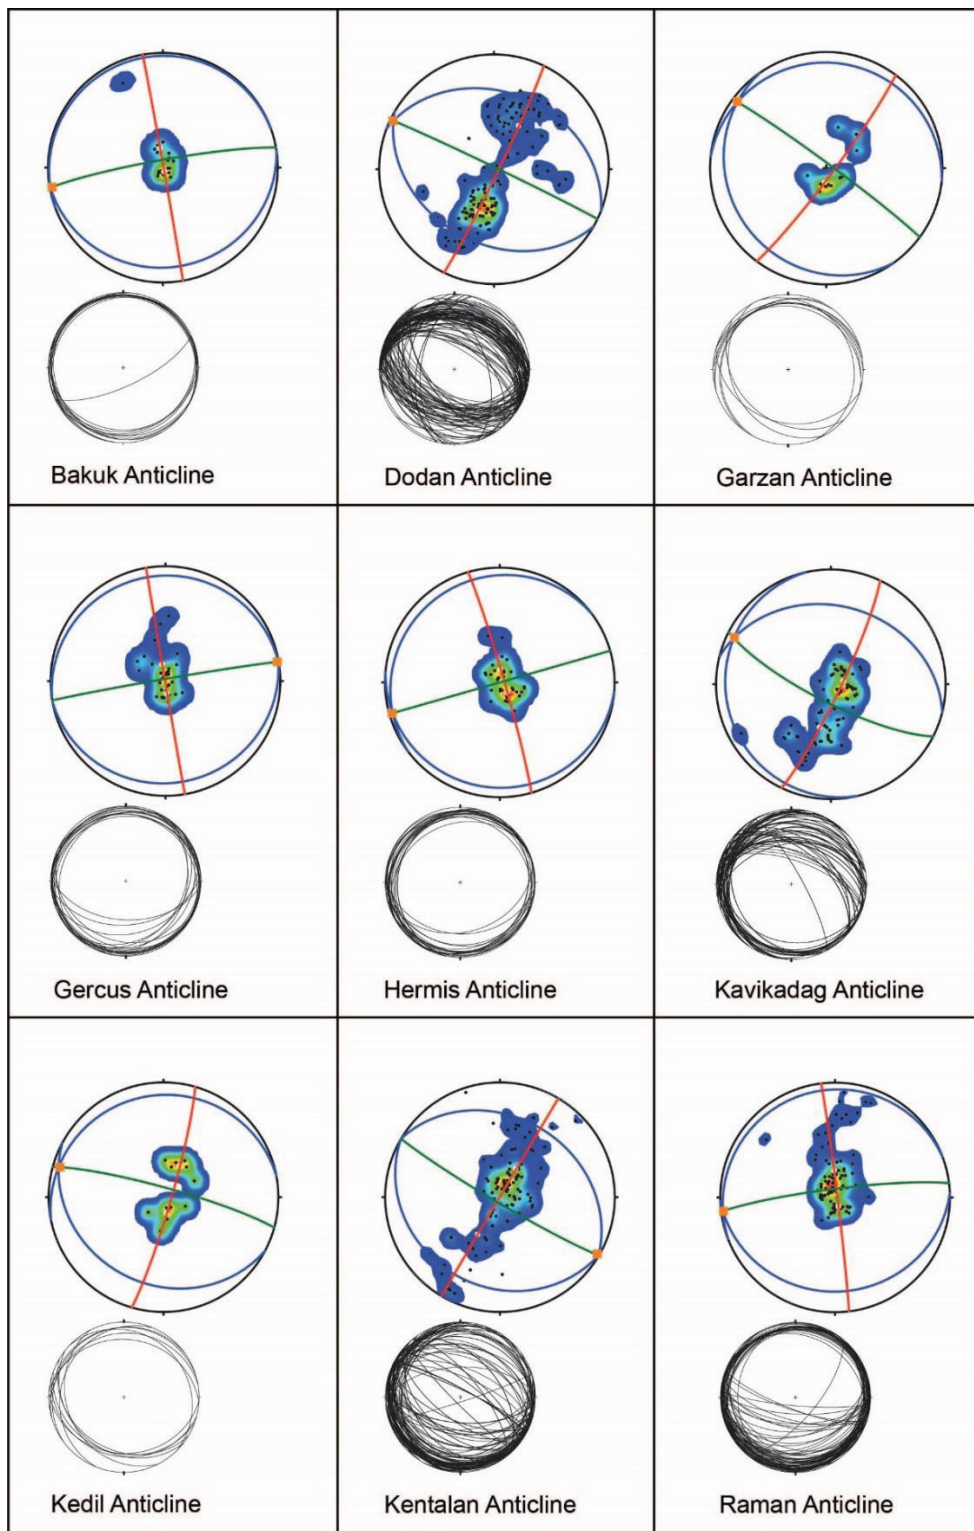 Bakuk Anticline
Dodan Anticline
Garzan Anticline
Gercus Anticline
Hermis Anticline
Kavikadag Anticline
Kedil Anticline
Kentalan Anticline
Raman Anticline